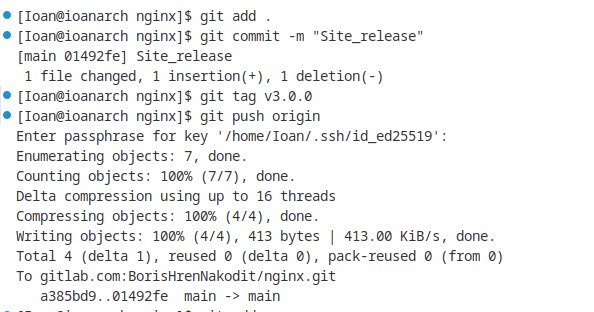 [Ioan@ioanarch nginx]$ git add .
[Ioan@ioanarch nginx]$ git commit -m "Site_release"
[main 01492fe] Site_release
1 file changed, 1 insertion(+), 1 deletion(-)
[Ioan@ioanarch nginx]$ git tag v3.0.0
[Ioan@ioanarch nginx]$ git push origin
Enter passphrase for key '/home/Ioan/.ssh/id_ed25519':
Enumerating objects: 7, done.
Counting objects: 100% (7/7), done.
Delta compression using up to 16 threads
Compressing objects: 100% (4/4), done.
Writing objects: 100% (4/4), 413 bytes | 413.00 KiB/s, done.
Total 4 (delta 1), reused 0 (delta 0), pack-reused 0 (from 0)
To gitlab.com:BorisHrenNakodit/nginx.git
a385bd9..01492fe  main -> main